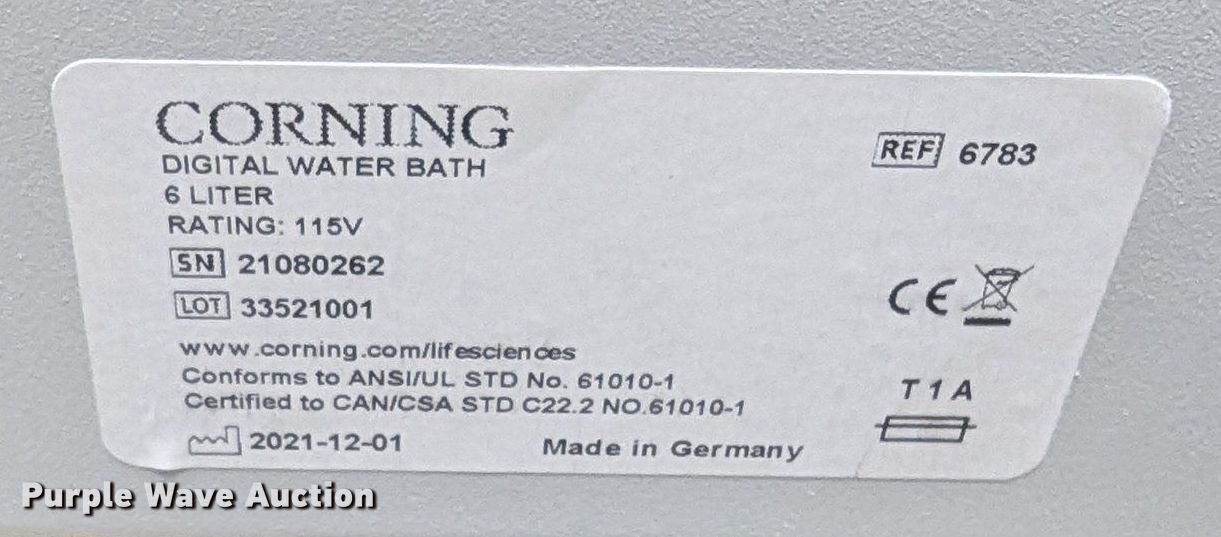 CORNING
DIGITAL WATER BATH
6 LITER
RATING: 115V
SN 21080262
LOT 33521001
www.corning.com/lifesciences
Conforms to ANSI/UL STD No. 61010-1
Certified to CAN/CSA STD C22.2 NO.61010-1
2021-12-01
Made in Germany
REF 6783
CE
T 1 A
Purple Wave Auction